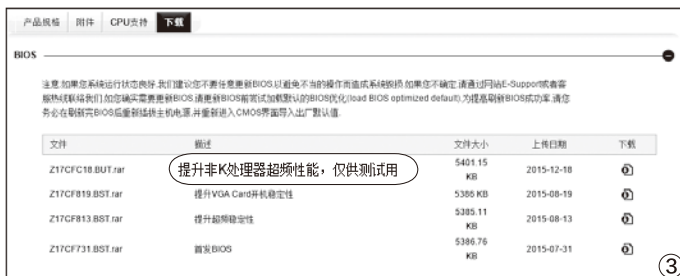 产品规格 附件 CPU支持 下载
BIOS
注意:如果您系统运行状态良好,我们建议您不要任意更新BIOS,以避免不当的操作而造成系统毁损.如果您不确定,请通过网站E-Support或者客
服热线联络我们.如您确实需要更新BIOS,请更新BIOS前尝试加载默认的BIOS优化(load BIOS optimized default),为提高刷新BIOS成功率,请您
务必在刷新完BIOS后重新插拔主机电源,并重新进入CMOS界面导入出厂默认值.
文件 描述 文件大小 上传日期 下载
Z17CFC18.BUT.rar 提升非K处理器超频性能，仅供测试用 5401.15 KB 2015-12-18
Z17CF819.BST.rar 提升VGA Card开机稳定性 5386 KB 2015-08-19
Z17CF813.BST.rar 提升超频稳定性 5385.11 KB 2015-08-13
Z17CF731.BST.rar 首发BIOS 5386.76 KB 2015-07-31
③